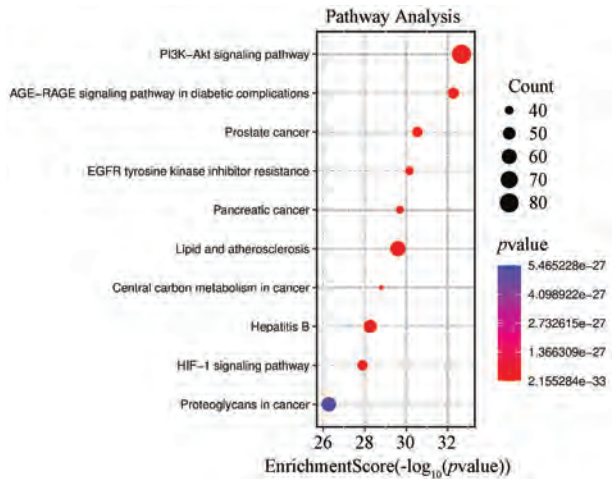 Pathway Analysis
PI3K−Akt signaling pathway
AGE−RAGE signaling pathway in diabetic complications
Prostate cancer
EGFR tyrosine kinase inhibitor resistance
Pancreatic cancer
Lipid and atherosclerosis
Central carbon metabolism in cancer
Hepatitis B
HIF−1 signaling pathway
Proteoglycans in cancer
26 28 30 32
EnrichmentScore(-log10(pvalue))
Count
40
50
60
70
80
pvalue
5.465228e−27
4.098922e−27
2.732615e−27
1.366309e−27
2.155284e−33